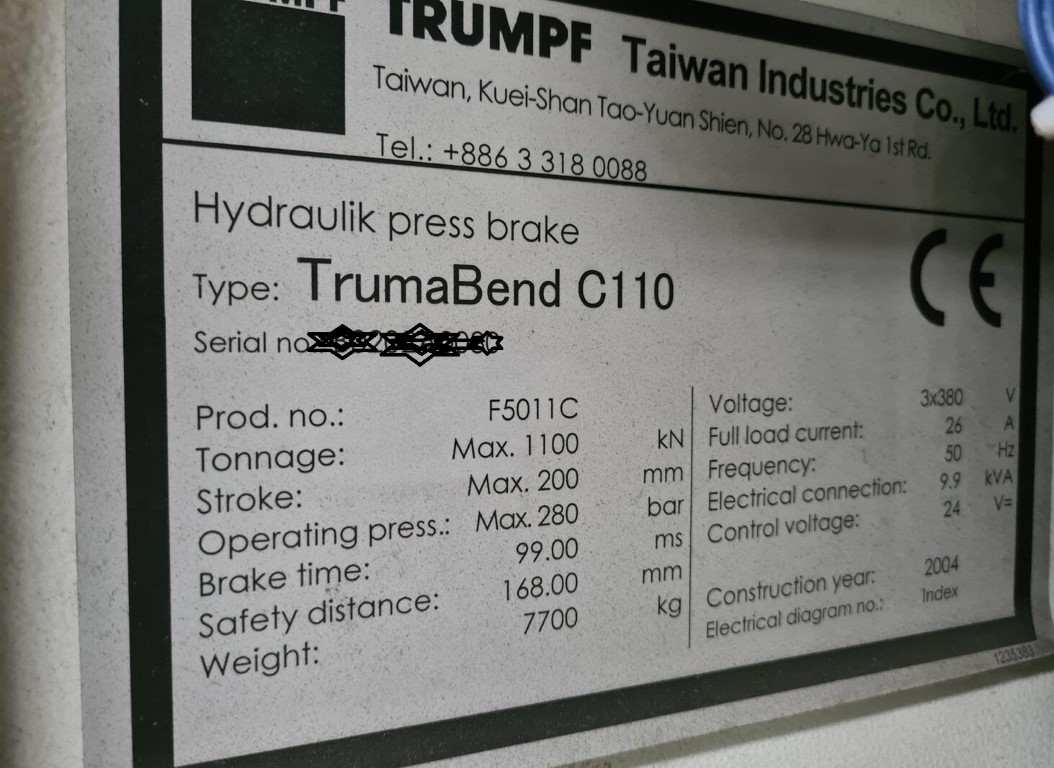 TRUMPF Taiwan Industries Co., Ltd.
Taiwan, Kuei-Shan Tao-Yuan Shien, No. 28 Hwa-Ya 1st Rd.
Tel.: +886 3 318 0088
Hydraulik press brake
CE
Type: TrumaBend C110
Serial no
Prod. no.: F5011C
Tonnage: Max. 1100 kN
Stroke: Max. 200 mm
Operating press.: Max. 280 bar
Brake time: 99.00 ms
Safety distance: 168.00 mm
Weight: 7700 kg
Voltage: 3x380 V
Full load current: 26 A
Frequency: 50 Hz
Electrical connection: 9.9 kVA
Control voltage: 24 V=
Construction year: 2004
Electrical diagram no.: Index